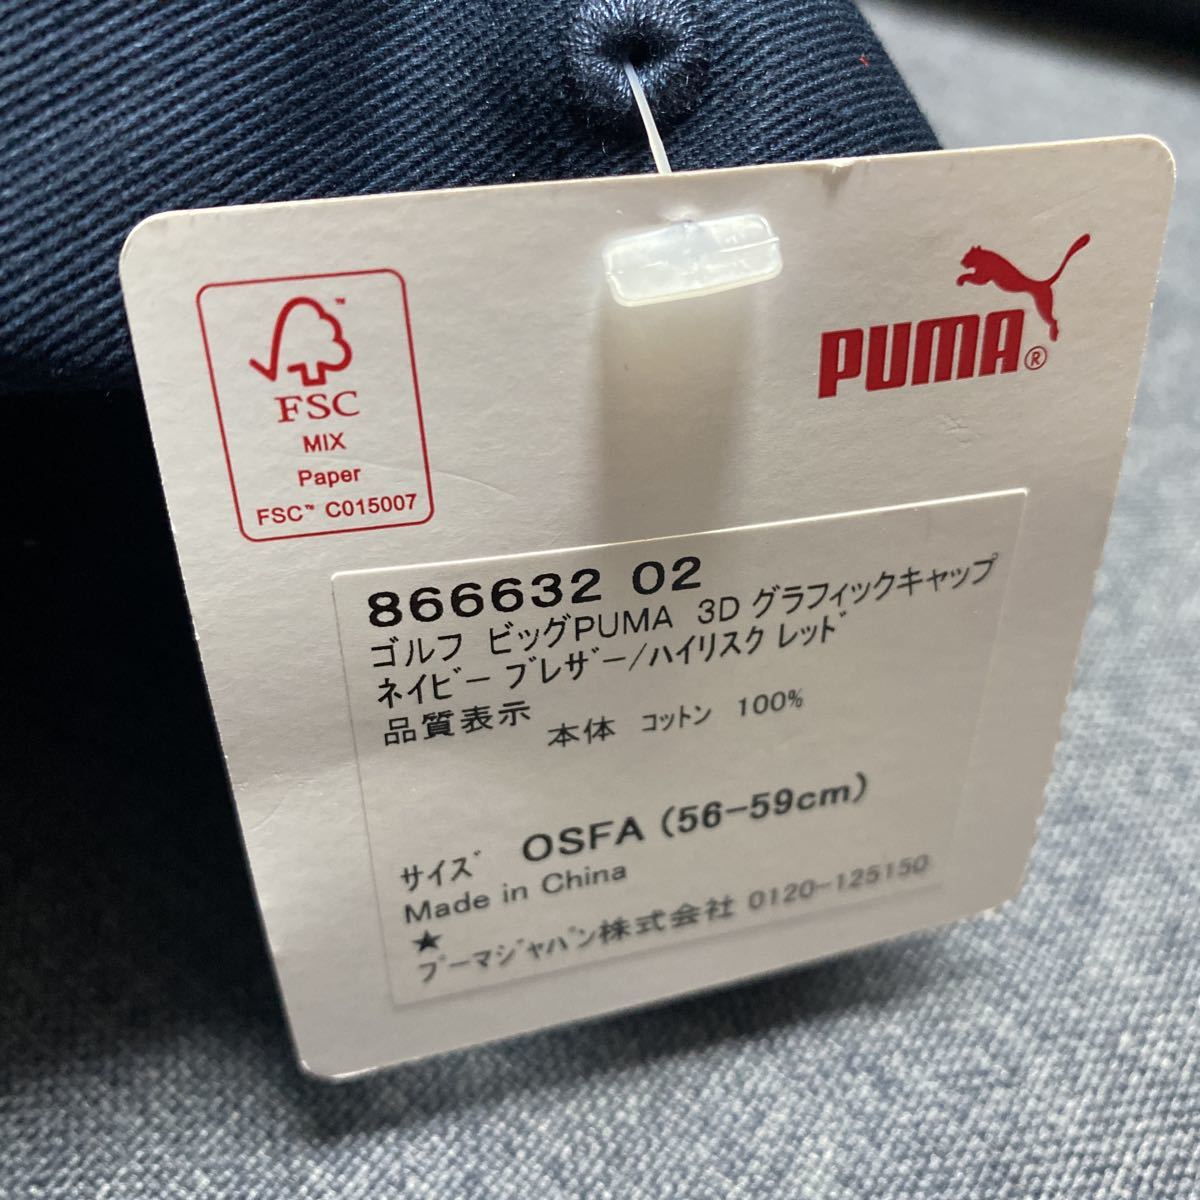 ™
FSC
MIX
Paper
FSC™ C015007
PUMA®
866632 02
ゴルフ ビッグPUMA 3D グラフィックキャップ
ネイビー ブレザー/ハイリスク レッド
品質表示
本体 コットン 100%
サイズ OSFA (56-59cm)
Made in China
★
プーマジャパン株式会社 0120-125150